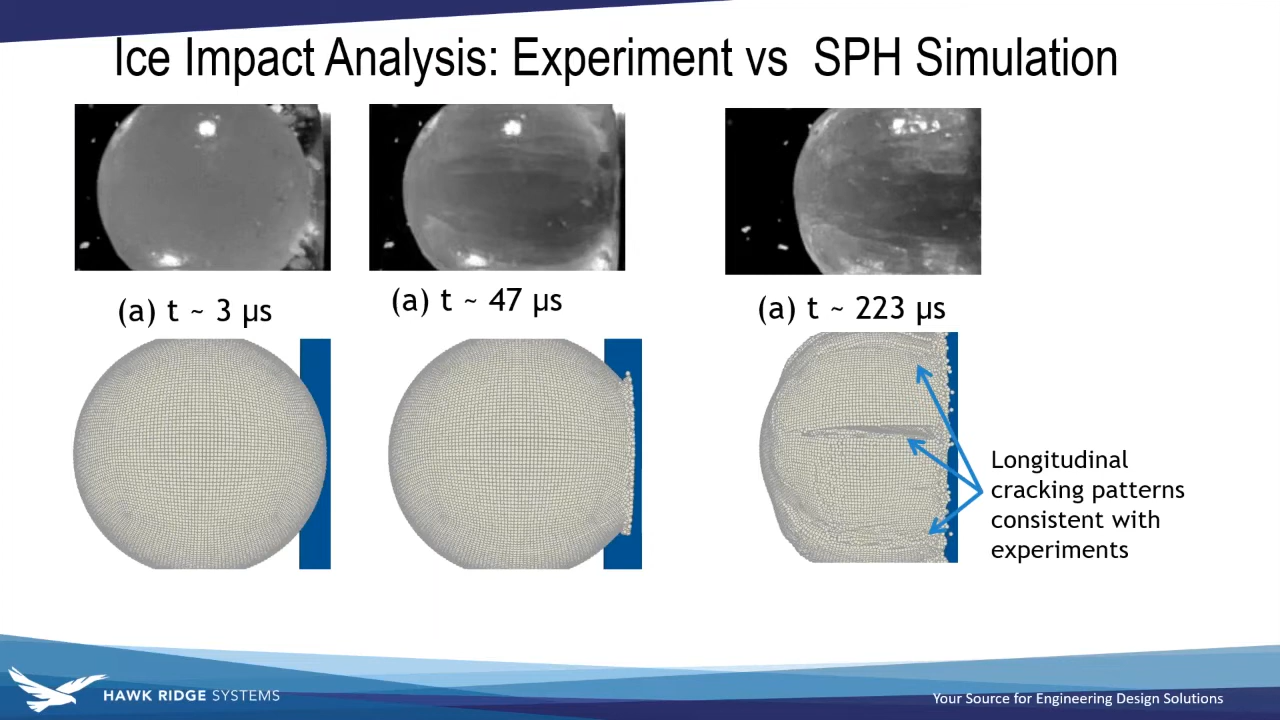 Ice Impact Analysis: Experiment vs SPH Simulation
(a) t ~ 3 μs
(a) t ~ 47 μs
(a) t ~ 223 μs
Longitudinal
cracking patterns
consistent with
experiments
HAWK RIDGE SYSTEMS
Your Source for Engineering Design Solutions